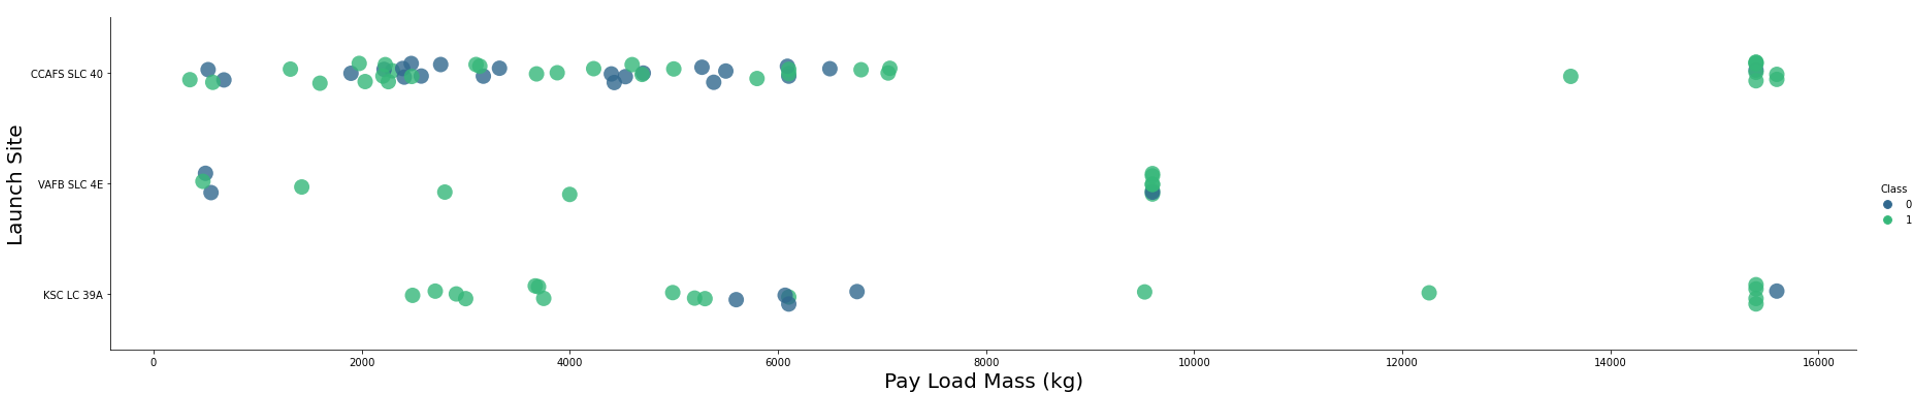 CCAFS SLC 40
VAFB SLC 4E
KSC LC 39A
Launch Site
0 2000 4000 6000 8000 10000 12000 14000 16000
Pay Load Mass (kg)
Class
0
1